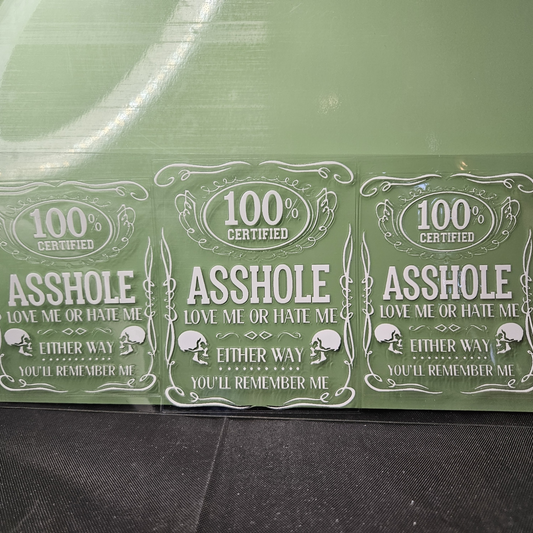 100%
CERTIFIED
ASSHOLE
LOVE ME OR HATE ME
EITHER WAY
YOU'LL REMEMBER ME
100%
CERTIFIED
ASSHOLE
LOVE ME OR HATE ME
EITHER WAY
YOU'LL REMEMBER ME
100%
CERTIFIED
ASSHOLE
LOVE ME OR HATE ME
EITHER WAY
YOU'LL REMEMBER ME